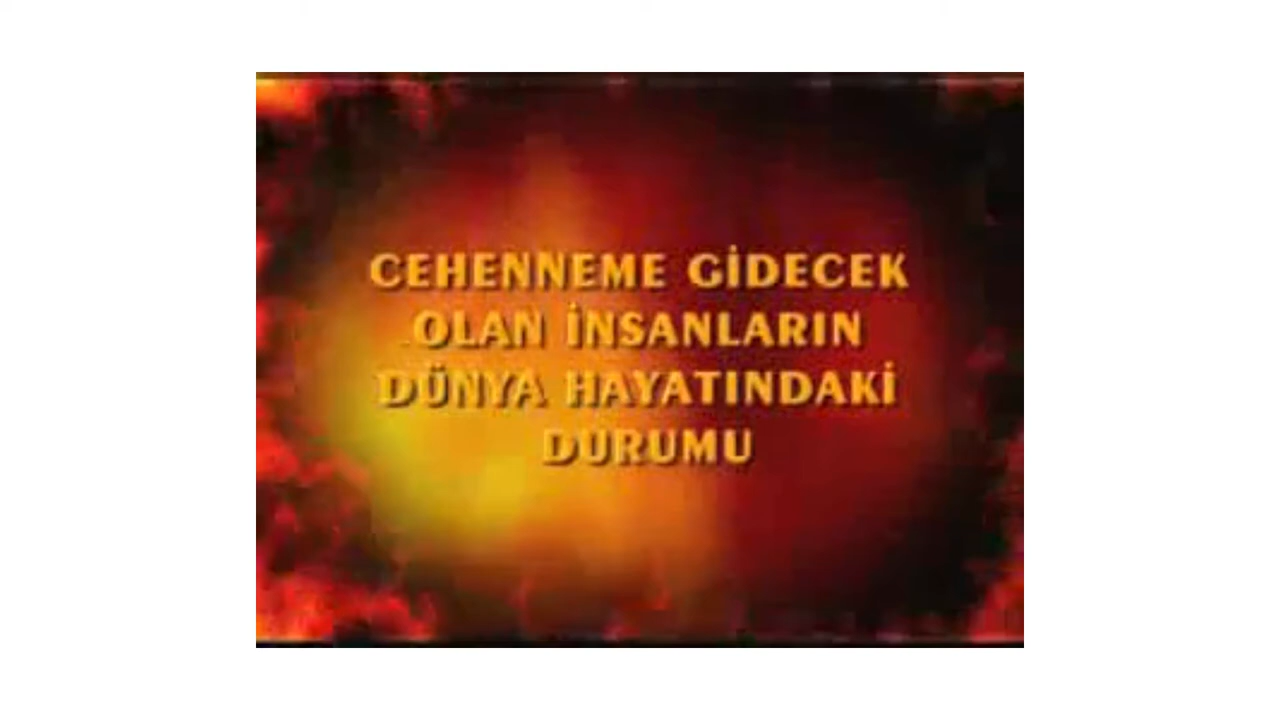 CEHENNEME GİDECEK
OLAN İNSANLARIN
DÜNYA HAYATINDAKİ
DURUMU